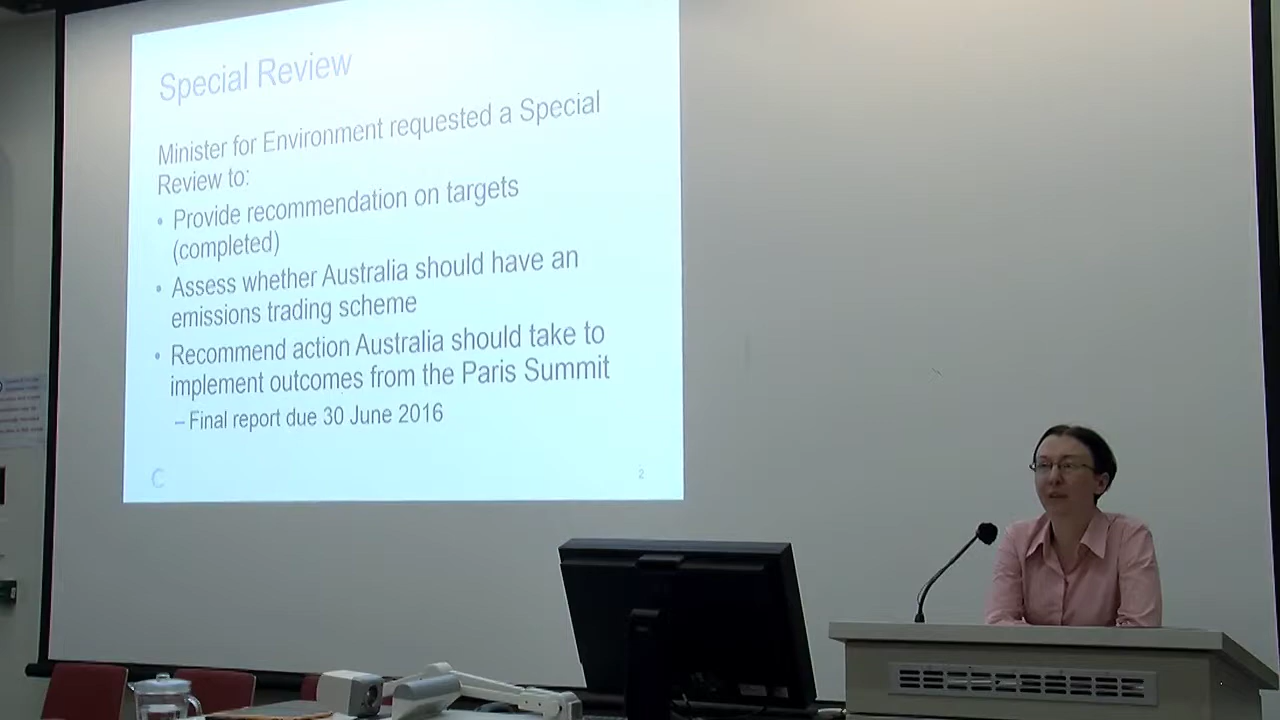 Special Review
Minister for Environment requested a Special
Review to:
• Provide recommendation on targets
(completed)
• Assess whether Australia should have an
emissions trading scheme
• Recommend action Australia should take to
implement outcomes from the Paris Summit
– Final report due 30 June 2016
C
2